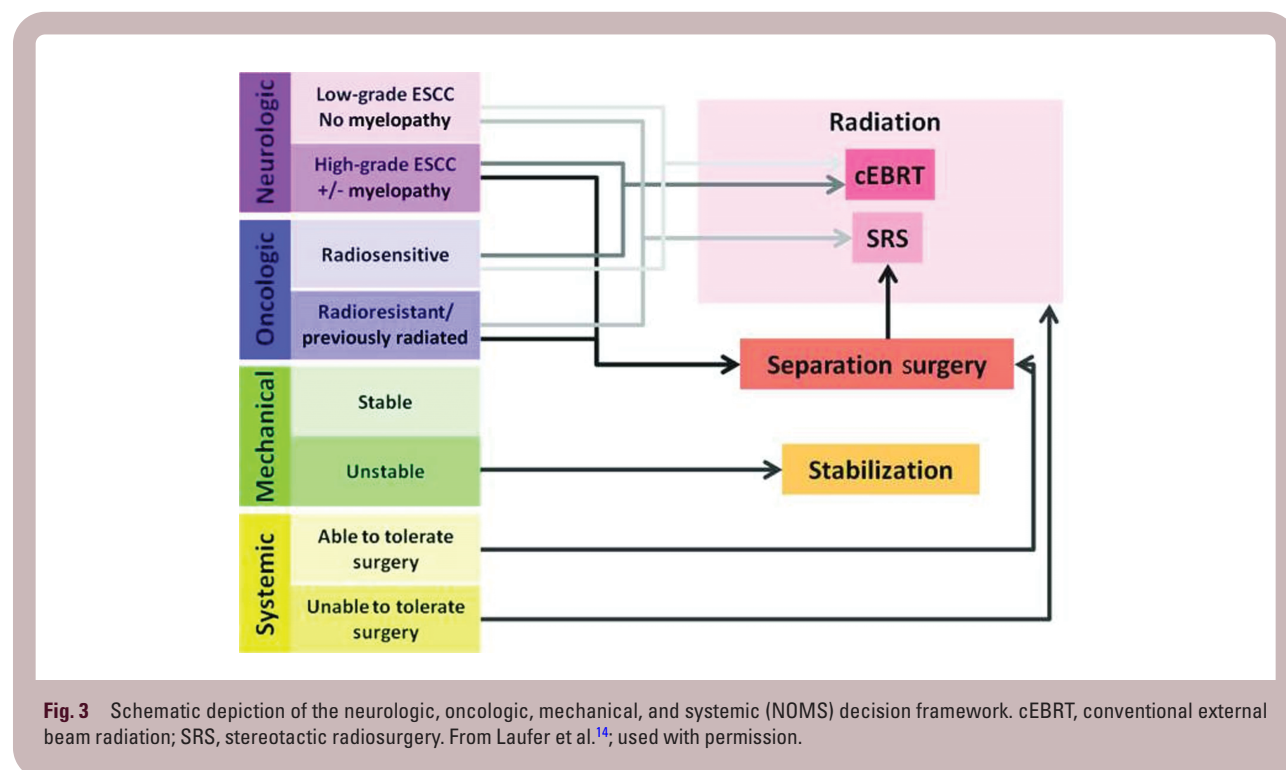 Neurologic
Low-grade ESCC
No myelopathy
High-grade ESCC
+/- myelopathy
Oncologic
Radiosensitive
Radioresistant/
previously radiated
Mechanical
Stable
Unstable
Systemic
Able to tolerate
surgery
Unable to tolerate
surgery
Radiation
cEBRT
SRS
Separation surgery
Stabilization
Fig. 3 Schematic depiction of the neurologic, oncologic, mechanical, and systemic (NOMS) decision framework. cEBRT, conventional external
beam radiation; SRS, stereotactic radiosurgery. From Laufer et al.14; used with permission.